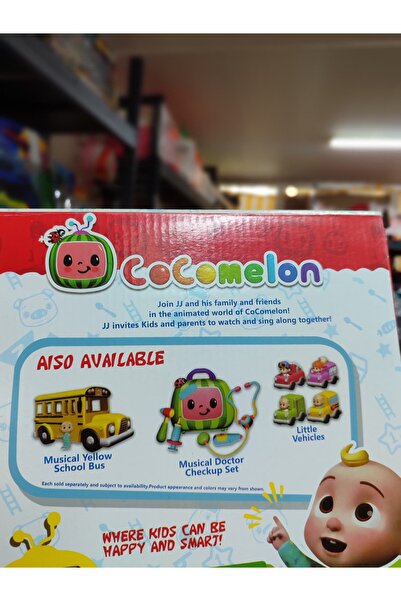 CoComelon
Join JJ and his family and friends
in the animated world of CoComelon!
JJ invites Kids and parents to watch and sing along together!
AISO AVAILABLE
Musical Yellow
School Bus
Musical Doctor
Checkup Set
Little
Vehicles
Each sold separately and subject to availability.Product appearance and colors may vary from shown.
WHERE KIDS CAN BE
HAPPY AND SMART!